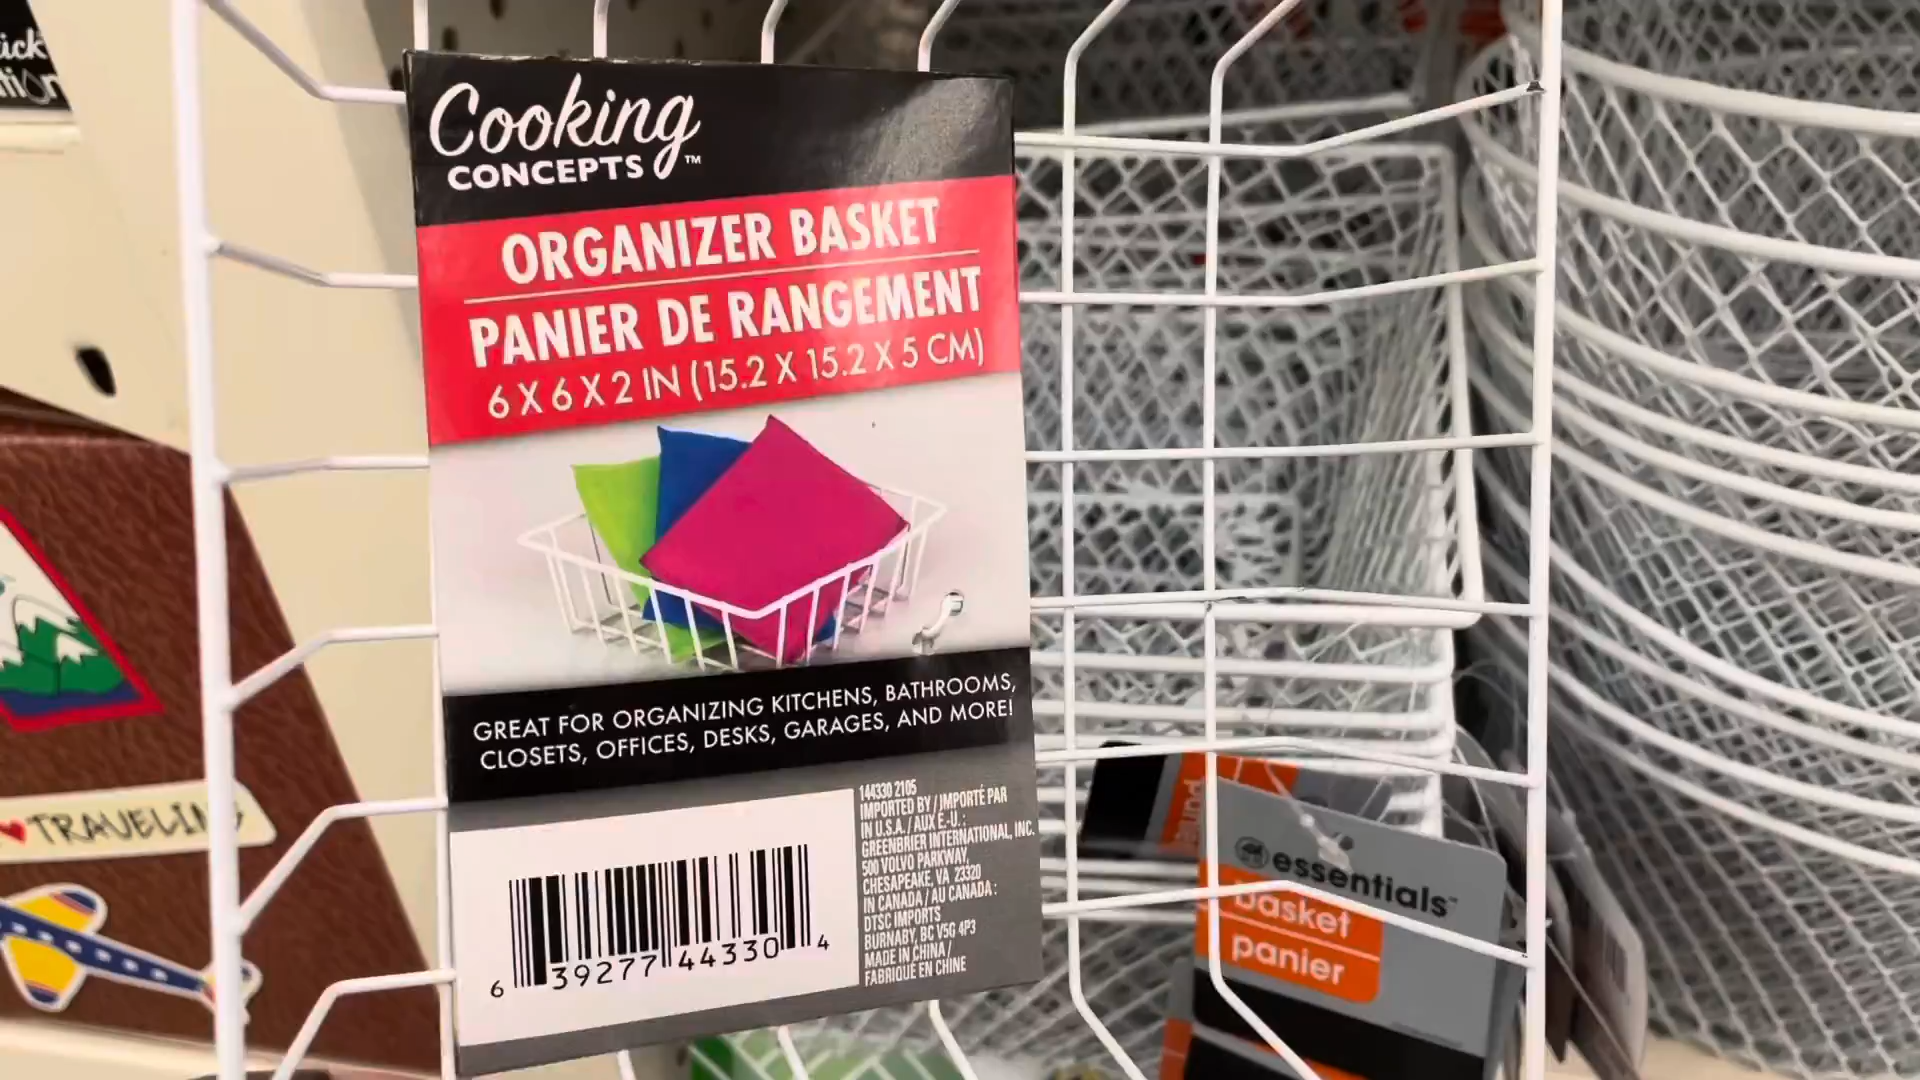 Cooking
CONCEPTS™
ORGANIZER BASKET
PANIER DE RANGEMENT
6 X 6 X 2 IN (15.2 X 15.2 X 5 CM)
GREAT FOR ORGANIZING KITCHENS, BATHROOMS,
CLOSETS, OFFICES, DESKS, GARAGES, AND MORE!
144330 2105
IMPORTED BY / IMPORTÉ PAR
IN U.S.A. / AUX E.-U. :
GREENBRIER INTERNATIONAL, INC.
500 VOLVO PARKWAY,
CHESAPEAKE, VA 23320
IN CANADA / AU CANADA :
DTSC IMPORTS
BURNABY, BC V5G 4P3
MADE IN CHINA /
FABRIQUÉ EN CHINE
6 39277 44330 4
essentials™
basket
panier
panier